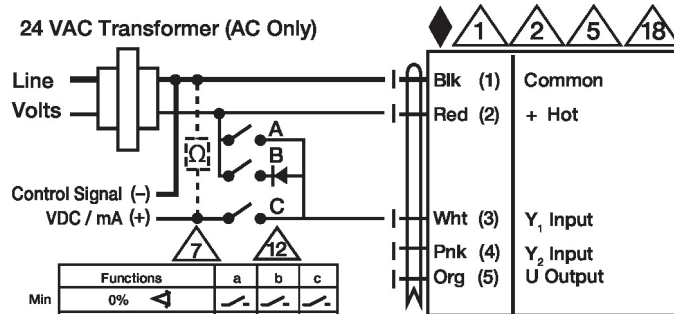 24 VAC Transformer (AC Only)
1 2 5 18
Line
Volts
Blk (1) Common
Red (2) + Hot
A
Ω
B
Control Signal (–)
VDC / mA (+)
C
Wht (3) Y₁ Input
7 12
Pnk (4) Y₂ Input
Org (5) U Output
Functions a b c
Min 0%